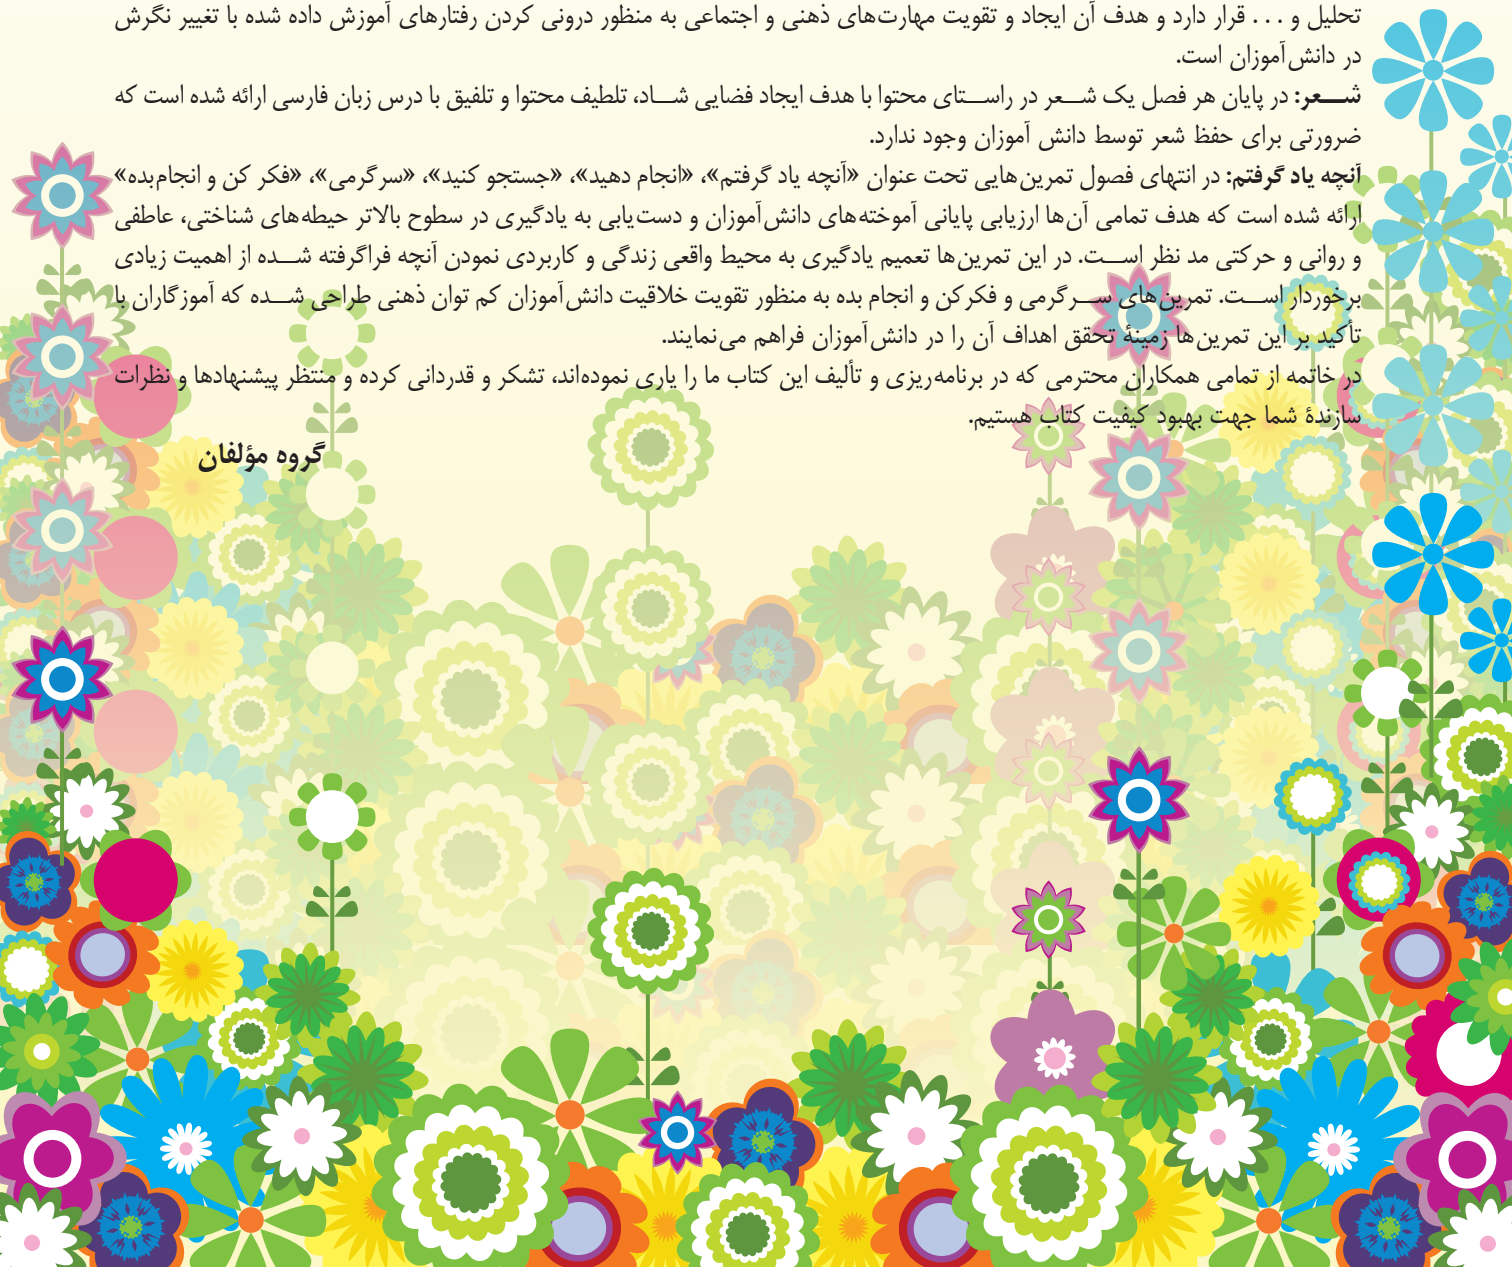 تحلیل و . . . قرار دارد و هدف آن ایجاد و تقویت مهارت‌های ذهنی و اجتماعی به منظور درونی کردن رفتارهای آموزش داده شده با تغییر نگرش
در دانش‌آموزان است.
شــعر: در پایان هر فصل یک شــعر در راســتای محتوا با هدف ایجاد فضایی شــاد، تلطیف محتوا و تلفیق با درس زبان فارسی ارائه شده است که
ضرورتی برای حفظ شعر توسط دانش آموزان وجود ندارد.
آنچه یاد گرفتم: در انتهای فصول تمرین‌هایی تحت عنوان «آنچه یاد گرفتم»، «انجام دهید»، «جستجو کنید»، «سرگرمی»، «فکر کن و انجام‌بده»
ارائه شده است که هدف تمامی آن‌ها ارزیابی پایانی آموخته‌های دانش‌آموزان و دست‌یابی به یادگیری در سطوح بالاتر حیطه‌های شناختی، عاطفی
و روانی و حرکتی مد نظر اســت. در این تمرین‌ها تعمیم یادگیری به محیط واقعی زندگی و کاربردی نمودن آنچه فراگرفته شــده از اهمیت زیادی
برخوردار اســت. تمرین‌های ســرگرمی و فکرکن و انجام بده به منظور تقویت خلاقیت دانش‌آموزان کم توان ذهنی طراحی شــده که آموزگاران با
تأکید بر این تمرین‌ها زمینهٔ تحقق اهداف آن را در دانش‌آموزان فراهم می‌نمایند.
در خاتمه از تمامی همکاران محترمی که در برنامه‌ریزی و تألیف این کتاب ما را یاری نموده‌اند، تشکر و قدردانی کرده و منتظر پیشنهادها و نظرات
سازندهٔ شما جهت بهبود کیفیت کتاب هستیم.
گروه مؤلفان